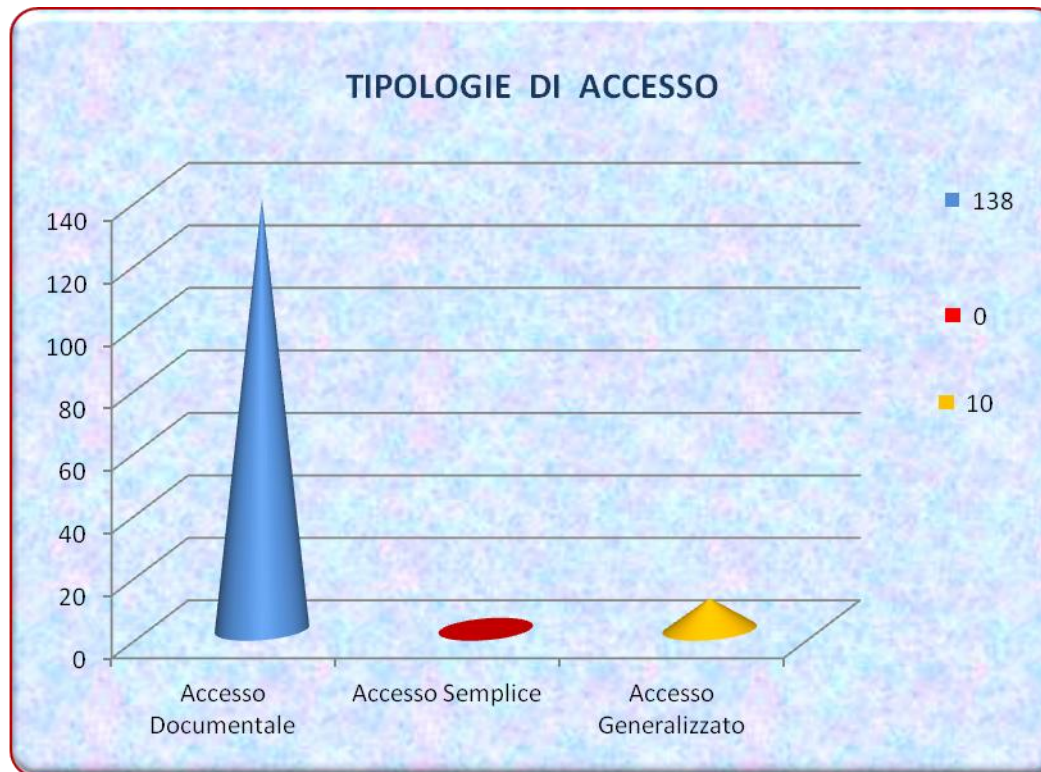 TIPOLOGIE DI ACCESSO
140
120
100
80
60
40
20
0
Accesso Documentale
Accesso Semplice
Accesso Generalizzato
138
0
10